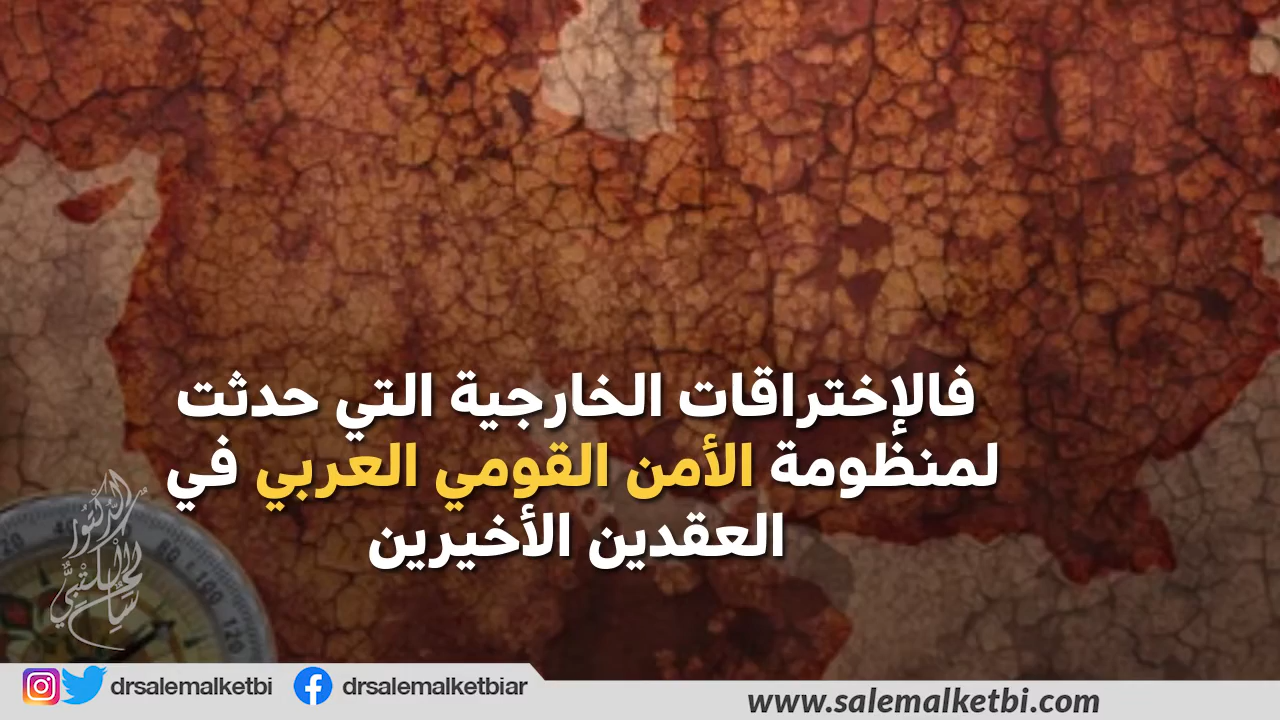 فالإختراقات الخارجية التي حدثت
لمنظومة الأمن القومي العربي في
العقدين الأخيرين
drsalemalketbi
drsalemalketbiar
www.salemalketbi.com